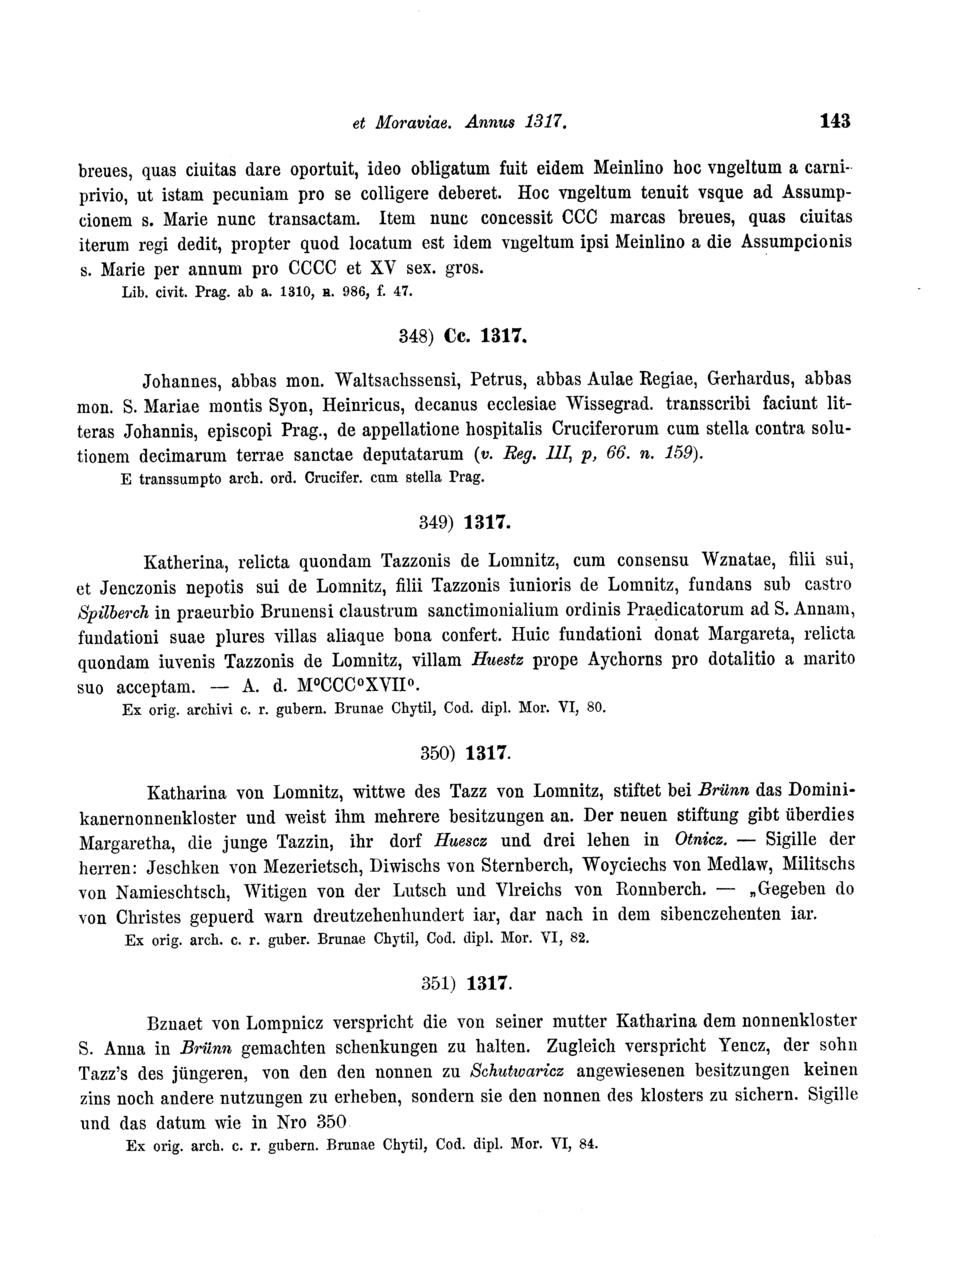 et Moraviae. Annus 1317. 143
breues, quas ciuitas dare oportuit, ideo obligatum fuit eidem Meinlino hoc vngeltum a carni-
privio, ut istam pecuniam pro se colligere deberet. Hoc vngeltum tenuit vsque ad Assump-
cionem s. Marie nunc transactam. Item nunc concessit CCC marcas breues, quas ciuitas
iterum regi dedit, propter quod locatum est idem vngeltum ipsi Meinlino a die Assumpcionis
s. Marie per annum pro CCCC et XV sex. gros.
Lib. civit. Prag. ab a. 1310, n. 986, f. 47.
348) Cc. 1317.
Johannes, abbas mon. Waltsachssensi, Petrus, abbas Aulae Regiae, Gerhardus, abbas
mon. S. Mariae montis Syon, Heinricus, decanus ecclesiae Wissegrad. transscribi faciunt lit-
teras Johannis, episcopi Prag., de appellatione hospitalis Cruciferorum cum stella contra solu-
tionem decimarum terrae sanctae deputatarum (v. Reg. III, p, 66. n. 159).
E transsumpto arch. ord. Crucifer. cum stella Prag.
349) 1317.
Katherina, relicta quondam Tazzonis de Lomnitz, cum consensu Wznatae, filii sui,
et Jenczonis nepotis sui de Lomnitz, filii Tazzonis iunioris de Lomnitz, fundans sub castro
Spilberch in praeurbio Brunensi claustrum sanctimonialium ordinis Praedicatorum ad S. Annam,
fundationi suae plures villas aliaque bona confert. Huic fundationi donat Margareta, relicta
quondam iuvenis Tazzonis de Lomnitz, villam Huestz prope Aychorns pro dotalitio a marito
suo acceptam. — A. d. M°CCC°XVII°.
Ex orig. archivi c. r. gubern. Brunae Chytil, Cod. dipl. Mor. VI, 80.
350) 1317.
Katharina von Lomnitz, wittwe des Tazz von Lomnitz, stiftet bei Brünn das Domini-
kanernonnenkloster und weist ihm mehrere besitzungen an. Der neuen stiftung gibt überdies
Margaretha, die junge Tazzin, ihr dorf Huescz und drei lehen in Otnicz. — Sigille der
herren: Jeschken von Mezerietsch, Diwischs von Sternberch, Woyciechs von Medlaw, Militschs
von Namieschtsch, Witigen von der Lutsch und Vlreichs von Ronnberch. — „Gegeben do
von Christes gepuerd warn dreutzehenhundert iar, dar nach in dem sibenczehenten iar.
Ex orig. arch. c. r. guber. Brunae Chytil, Cod. dipl. Mor. VI, 82.
351) 1317.
Bznaet von Lompnicz verspricht die von seiner mutter Katharina dem nonnenkloster
S. Anna in Brünn gemachten schenkungen zu halten. Zugleich verspricht Yencz, der sohn
Tazz's des jüngeren, von den den nonnen zu Schutwaricz angewiesenen besitzungen keinen
zins noch andere nutzungen zu erheben, sondern sie den nonnen des klosters zu sichern. Sigille
und das datum wie in Nro 350
Ex orig. arch. c. r. gubern. Brunae Chytil, Cod. dipl. Mor. VI, 84.